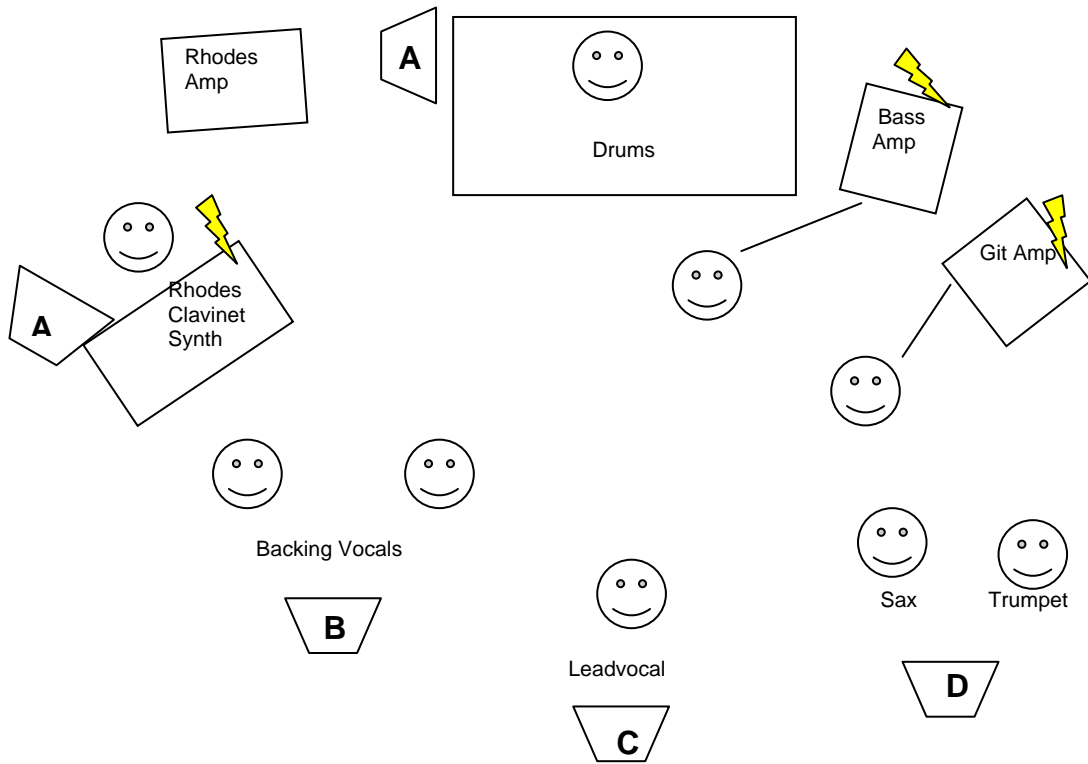 Rhodes
Amp
A
Drums
Bass
Amp
Git Amp
Rhodes
Clavinet
Synth
A
Backing Vocals
B
Leadvocal
C
Sax
Trumpet
D